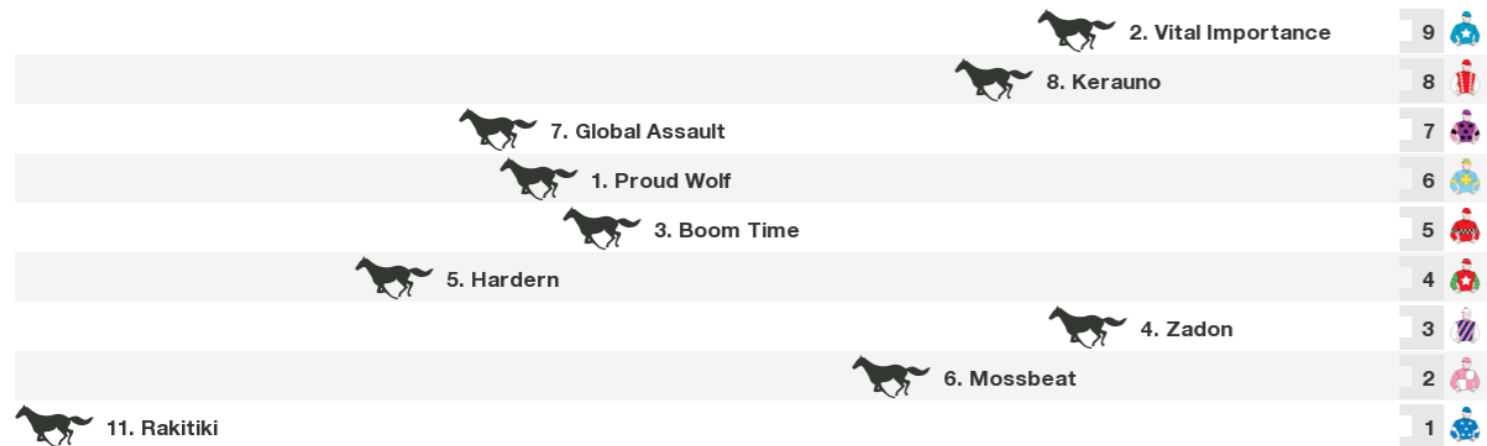 2. Vital Importance 9
8. Kerauno 8
7. Global Assault 7
1. Proud Wolf 6
3. Boom Time 5
5. Hardern 4
4. Zadon 3
6. Mossbeat 2
11. Rakitiki 1